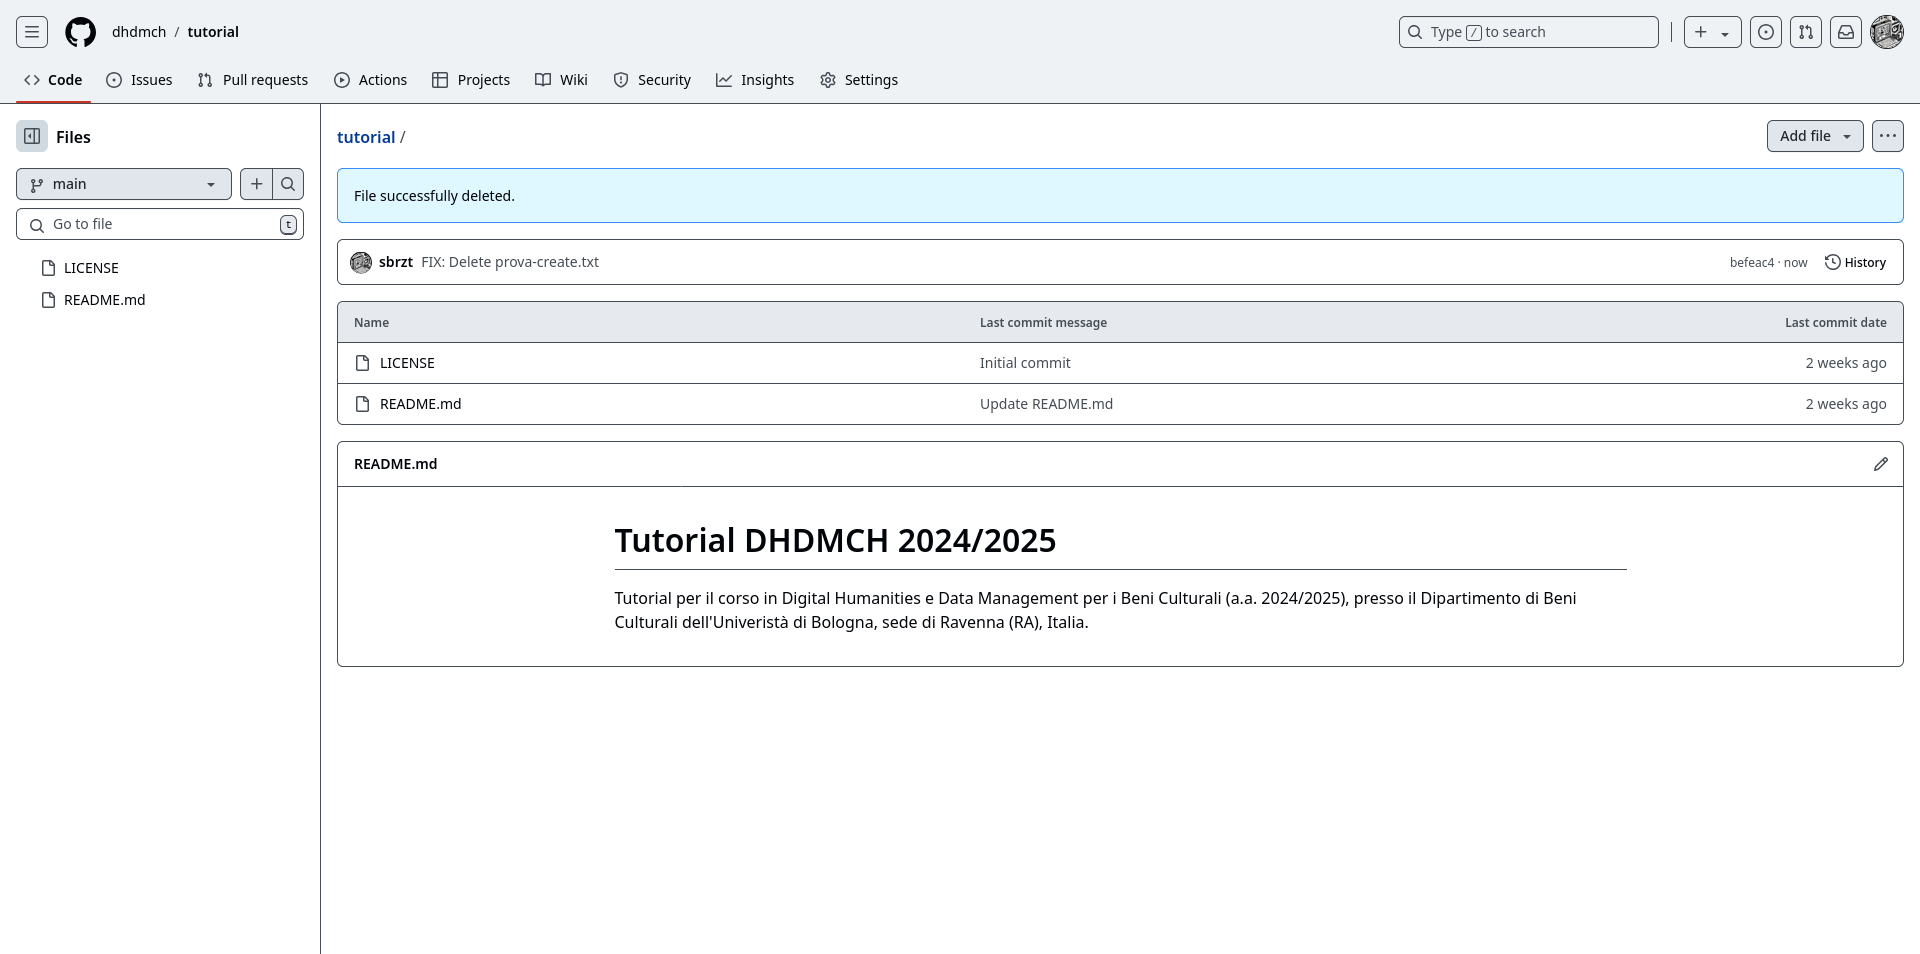 dhdmch / tutorial
Type / to search
Code Issues Pull requests Actions Projects Wiki Security Insights Settings
Files
main
Go to file t
LICENSE
README.md
tutorial /
Add file
File successfully deleted.
sbrzt FIX: Delete prova-create.txt befeac4 · now History
Name Last commit message Last commit date
LICENSE Initial commit 2 weeks ago
README.md Update README.md 2 weeks ago
README.md
Tutorial DHDMCH 2024/2025
Tutorial per il corso in Digital Humanities e Data Management per i Beni Culturali (a.a. 2024/2025), presso il Dipartimento di Beni
Culturali dell'Univeristà di Bologna, sede di Ravenna (RA), Italia.